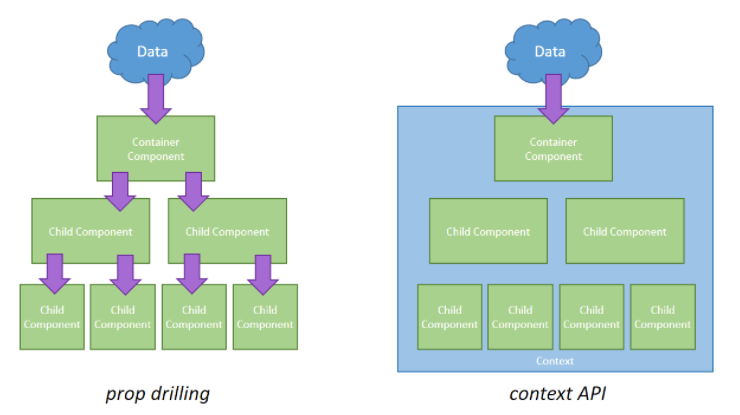 Data
Container
Component
Child Component
Child Component
Child
Component
Child
Component
Child
Component
Child
Component
prop drilling
Data
Container
Component
Child Component
Child Component
Child
Component
Child
Component
Child
Component
Child
Component
Context
context API